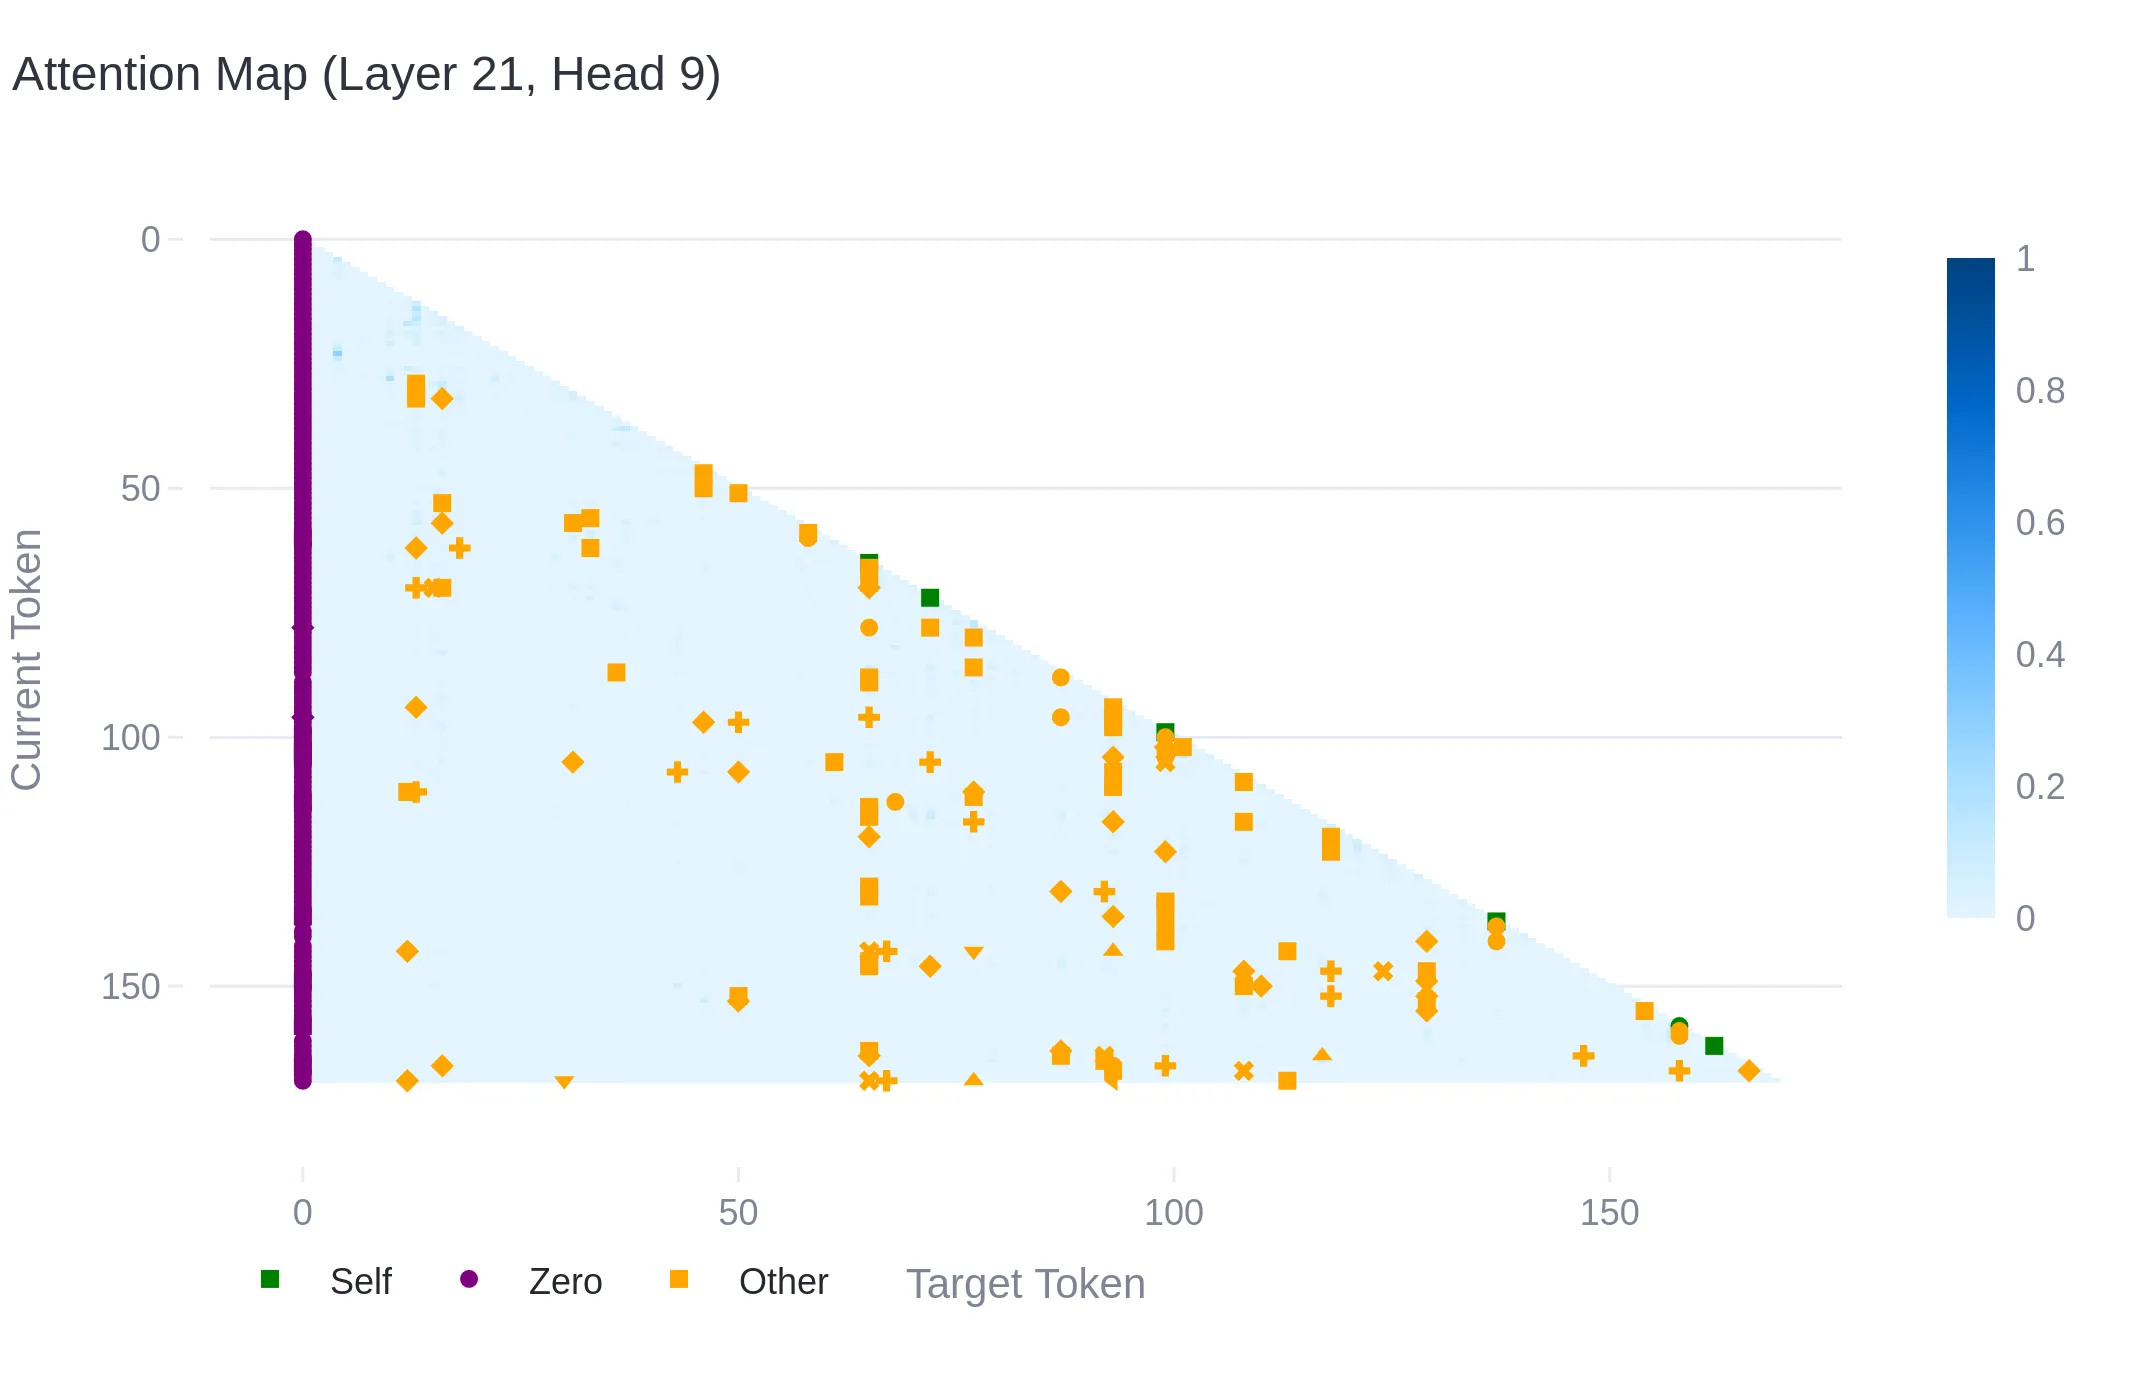 Attention Map (Layer 21, Head 9)
0
50
100
150
Current Token
1
0.8
0.6
0.4
0.2
0
0 50 100 150
Self Zero Other Target Token